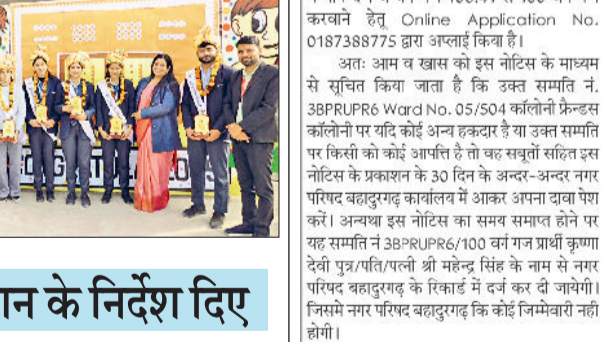 न के निर्देश दिए
करवाने हेतू Online Application No.
0187388775 द्वारा अप्लाई किया है।
अतः आम व खास को इस नोटिस के माध्यम
से सूचित किया जाता है कि उक्त सम्पति नं.
3BPRUPR6 Ward No. 05/504 कॉलोनी फ्रैन्डस
कॉलोनी पर यदि कोई अन्य हकदार है या उक्त सम्पति
पर किसी को कोई आपत्ति है तो वह सबूतों सहित इस
नोटिस के प्रकाशन के 30 दिन के अन्दर-अन्दर नगर
परिषद बहादुरगढ़ कार्यालय में आकर अपना दावा पेश
करें। अन्यथा इस नोटिस का समय समाप्त होने पर
यह सम्पति नं 3BPRUPR6/100 वर्ग गज प्रार्थी कृष्णा
देवी पुत्र/पति/पत्नी श्री महेन्द्र सिंह के नाम से नगर
परिषद बहादुरगढ़ के रिकार्ड में दर्ज कर दी जायेगी।
जिसमे नगर परिषद बहादुरगढ़ कि कोई जिम्मेवारी नही
होगी।